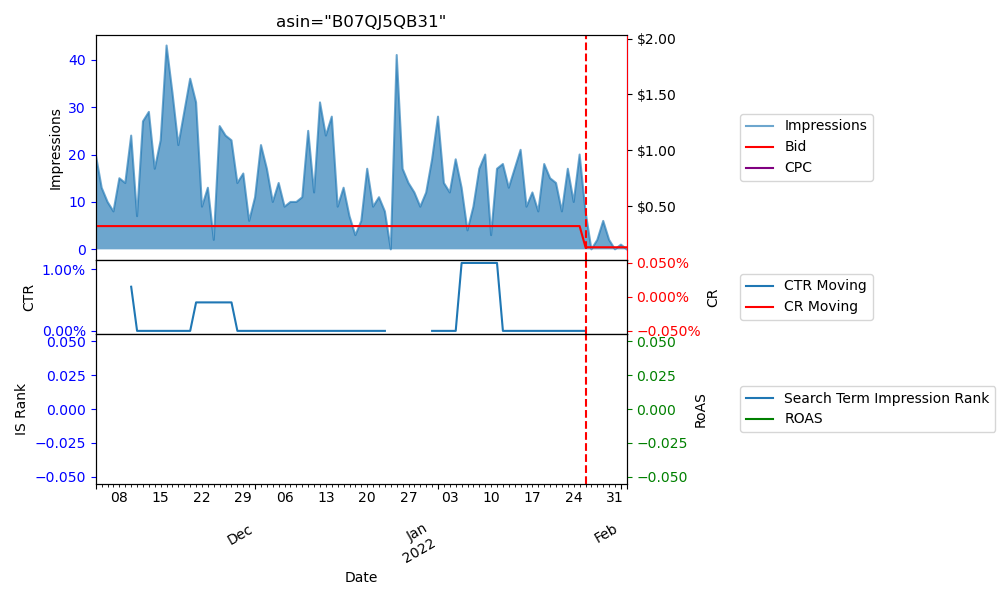 asin="B07QJ5QB31"
Impressions
40
30
20
10
0
$2.00
$1.50
$1.00
$0.50
Impressions
Bid
CPC
CTR
1.00%
0.00%
0.050%
0.000%
−0.050%
CR
CTR Moving
CR Moving
IS Rank
0.050
0.025
0.000
−0.025
−0.050
0.050
0.025
0.000
−0.025
−0.050
RoAS
Search Term Impression Rank
ROAS
08 15 22 29 06 13 20 27 03 10 17 24 31
Dec Jan Feb
2022
Date